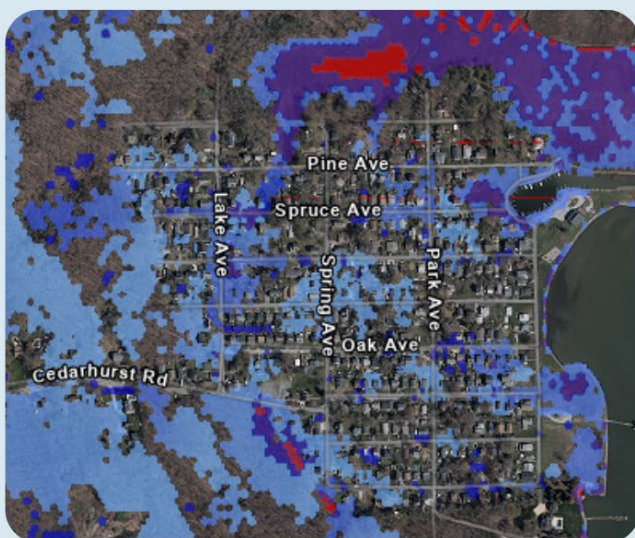 Pine Ave
Spruce Ave
Lake Ave
Spring Ave
Park Ave
Oak Ave
Cedarhurst Rd